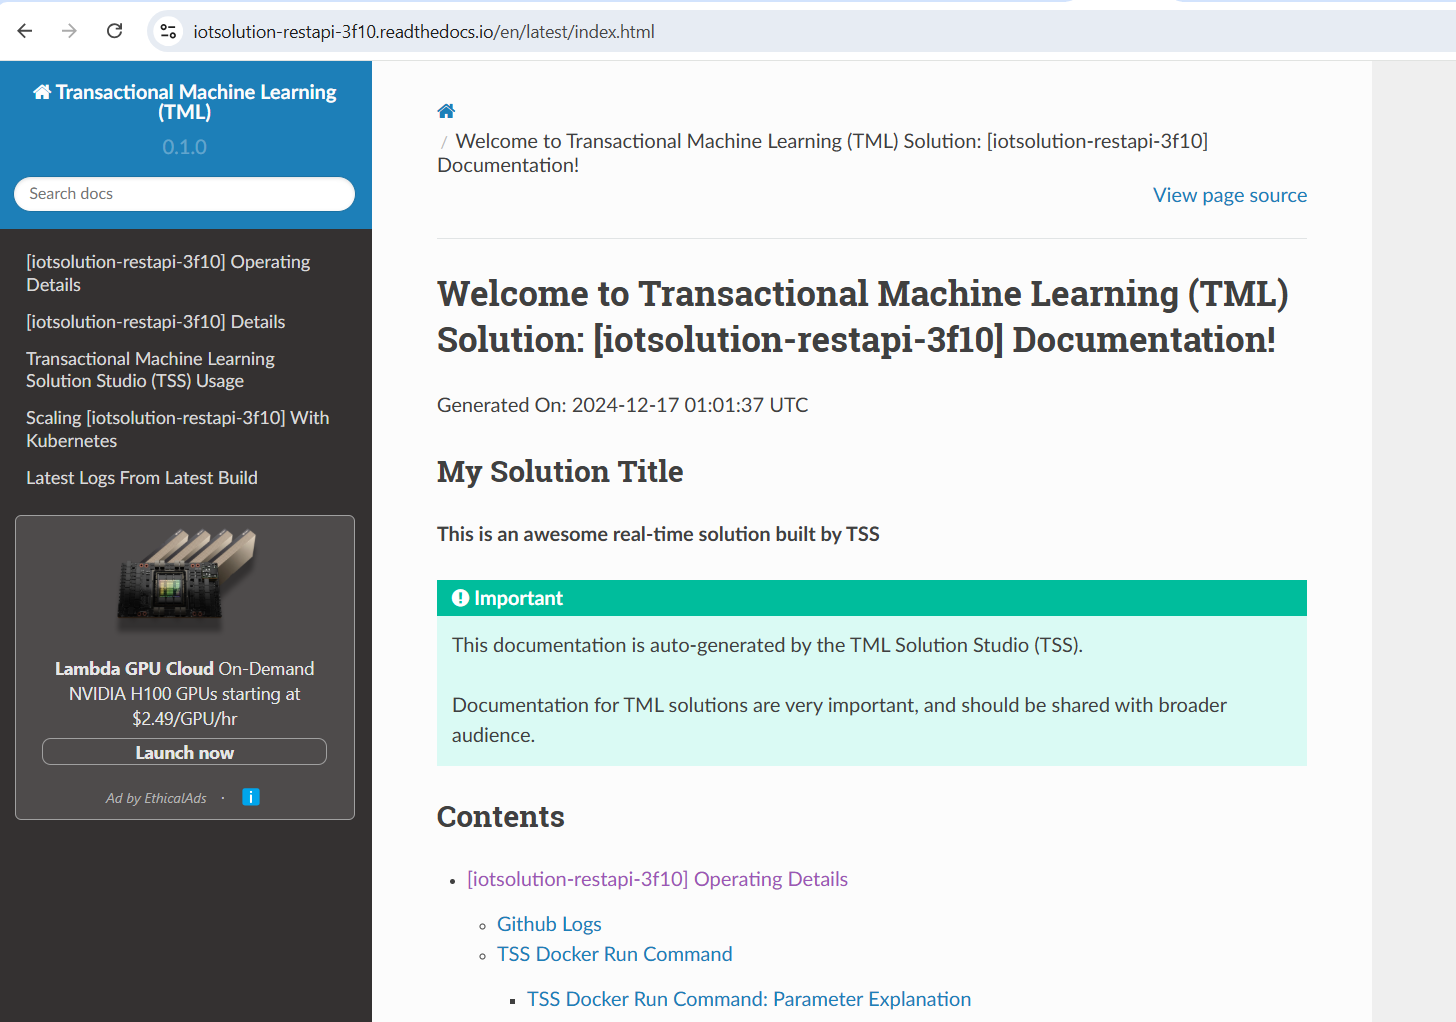 iotsolution-restapi-3f10.readthedocs.io/en/latest/index.html
Transactional Machine Learning
(TML)
0.1.0
Search docs
[iotsolution-restapi-3f10] Operating
Details
[iotsolution-restapi-3f10] Details
Transactional Machine Learning
Solution Studio (TSS) Usage
Scaling [iotsolution-restapi-3f10] With
Kubernetes
Latest Logs From Latest Build
Lambda GPU Cloud On-Demand
NVIDIA H100 GPUs starting at
$2.49/GPU/hr
Launch now
Ad by EthicalAds · i
/ Welcome to Transactional Machine Learning (TML) Solution: [iotsolution-restapi-3f10]
Documentation!
View page source
Welcome to Transactional Machine Learning (TML)
Solution: [iotsolution-restapi-3f10] Documentation!
Generated On: 2024-12-17 01:01:37 UTC
My Solution Title
This is an awesome real-time solution built by TSS
Important
This documentation is auto-generated by the TML Solution Studio (TSS).
Documentation for TML solutions are very important, and should be shared with broader
audience.
Contents
• [iotsolution-restapi-3f10] Operating Details
◦ Github Logs
◦ TSS Docker Run Command
▪ TSS Docker Run Command: Parameter Explanation